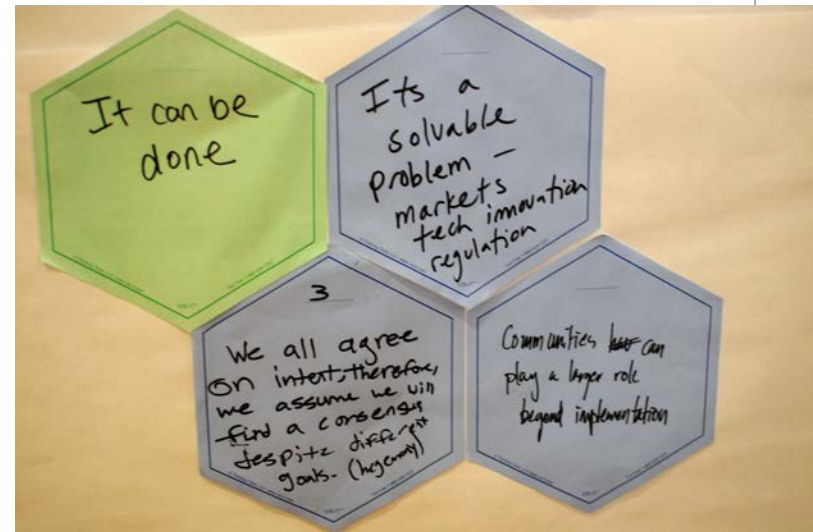 It can be
done
Its a
solvable
problem –
markets
tech innovation
regulation
3
We all agree
on intent, therefore,
we assume we will
find a consensus
despite different
goals. (hegemony)
Communities can
play a larger role
beyond implementation